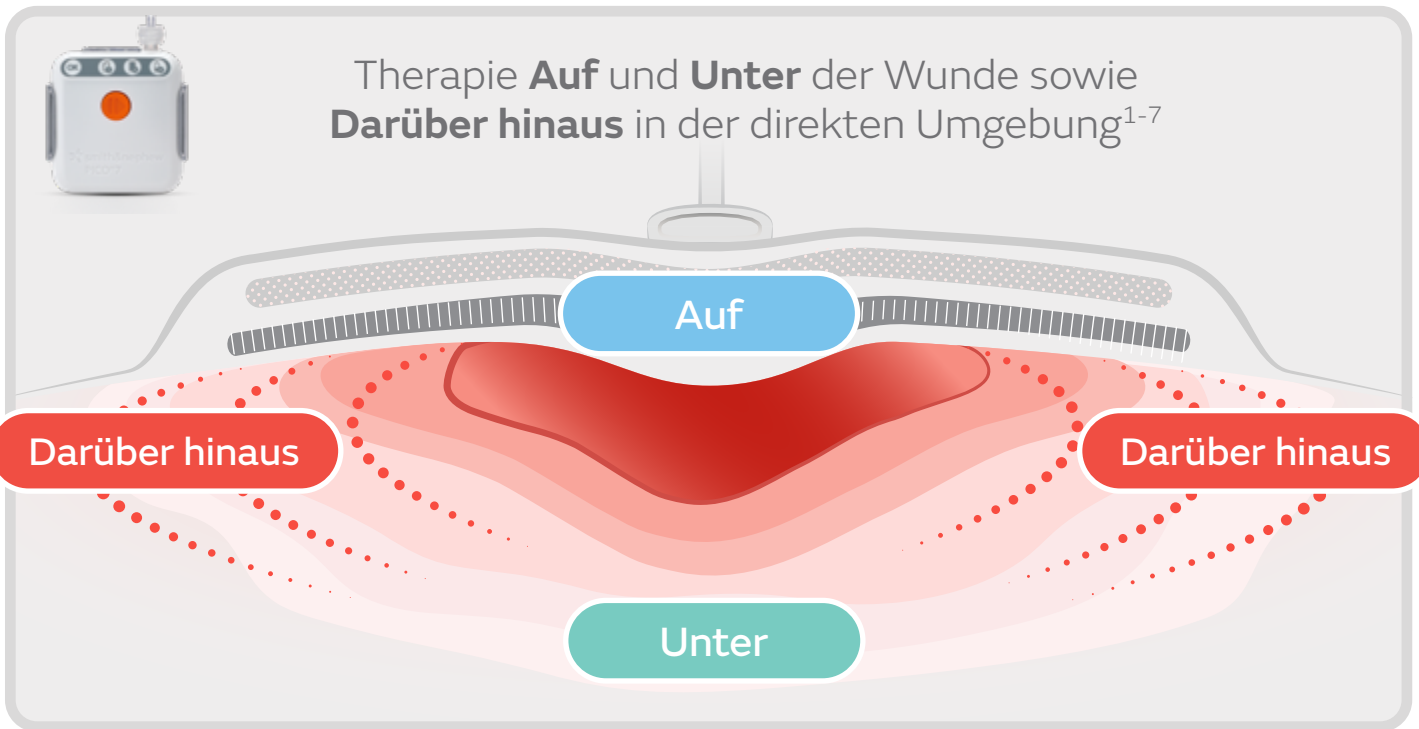 Therapie Auf und Unter der Wunde sowie
Darüber hinaus in der direkten Umgebung¹⁻⁷
Auf
Darüber hinaus
Darüber hinaus
Unter